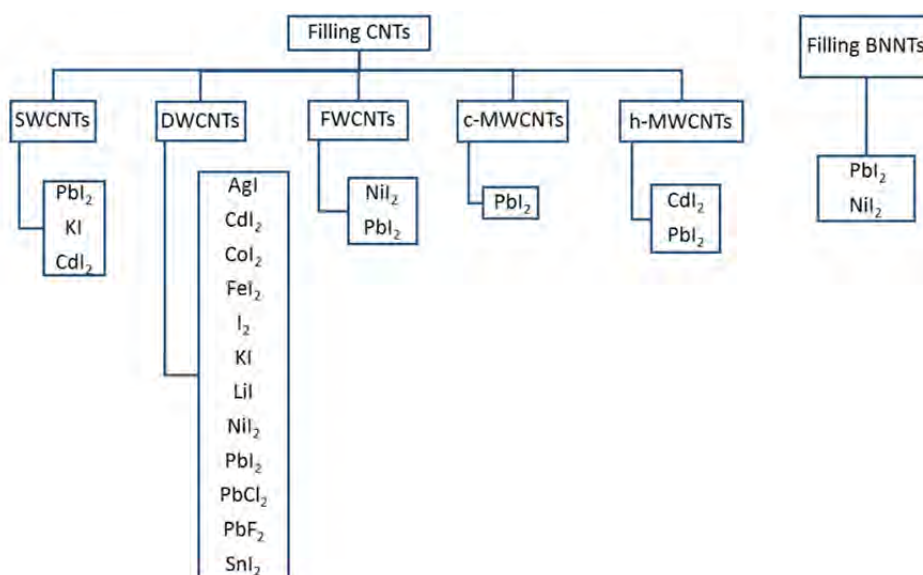 Filling CNTs
Filling BNNTs
SWCNTs
DWCNTs
FWCNTs
c-MWCNTs
h-MWCNTs
PbI₂
KI
CdI₂
AgI
CdI₂
CoI₂
FeI₂
I₂
KI
LiI
NiI₂
PbI₂
PbCl₂
PbF₂
SnI₂
NiI₂
PbI₂
PbI₂
CdI₂
PbI₂
PbI₂
NiI₂